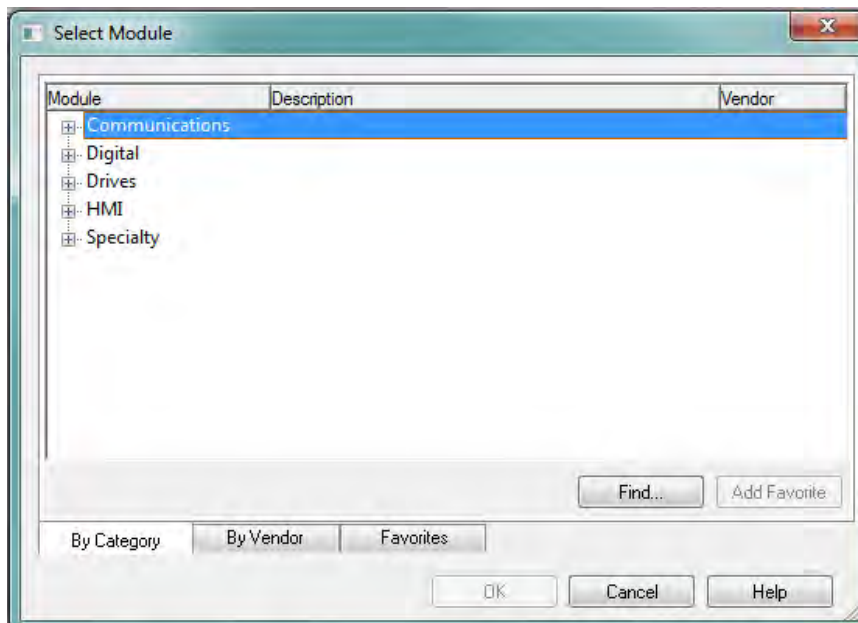 Select Module
Module Description Vendor
Communications
Digital
Drives
HMI
Specialty
Find... Add Favorite
By Category By Vendor Favorites
OK Cancel Help